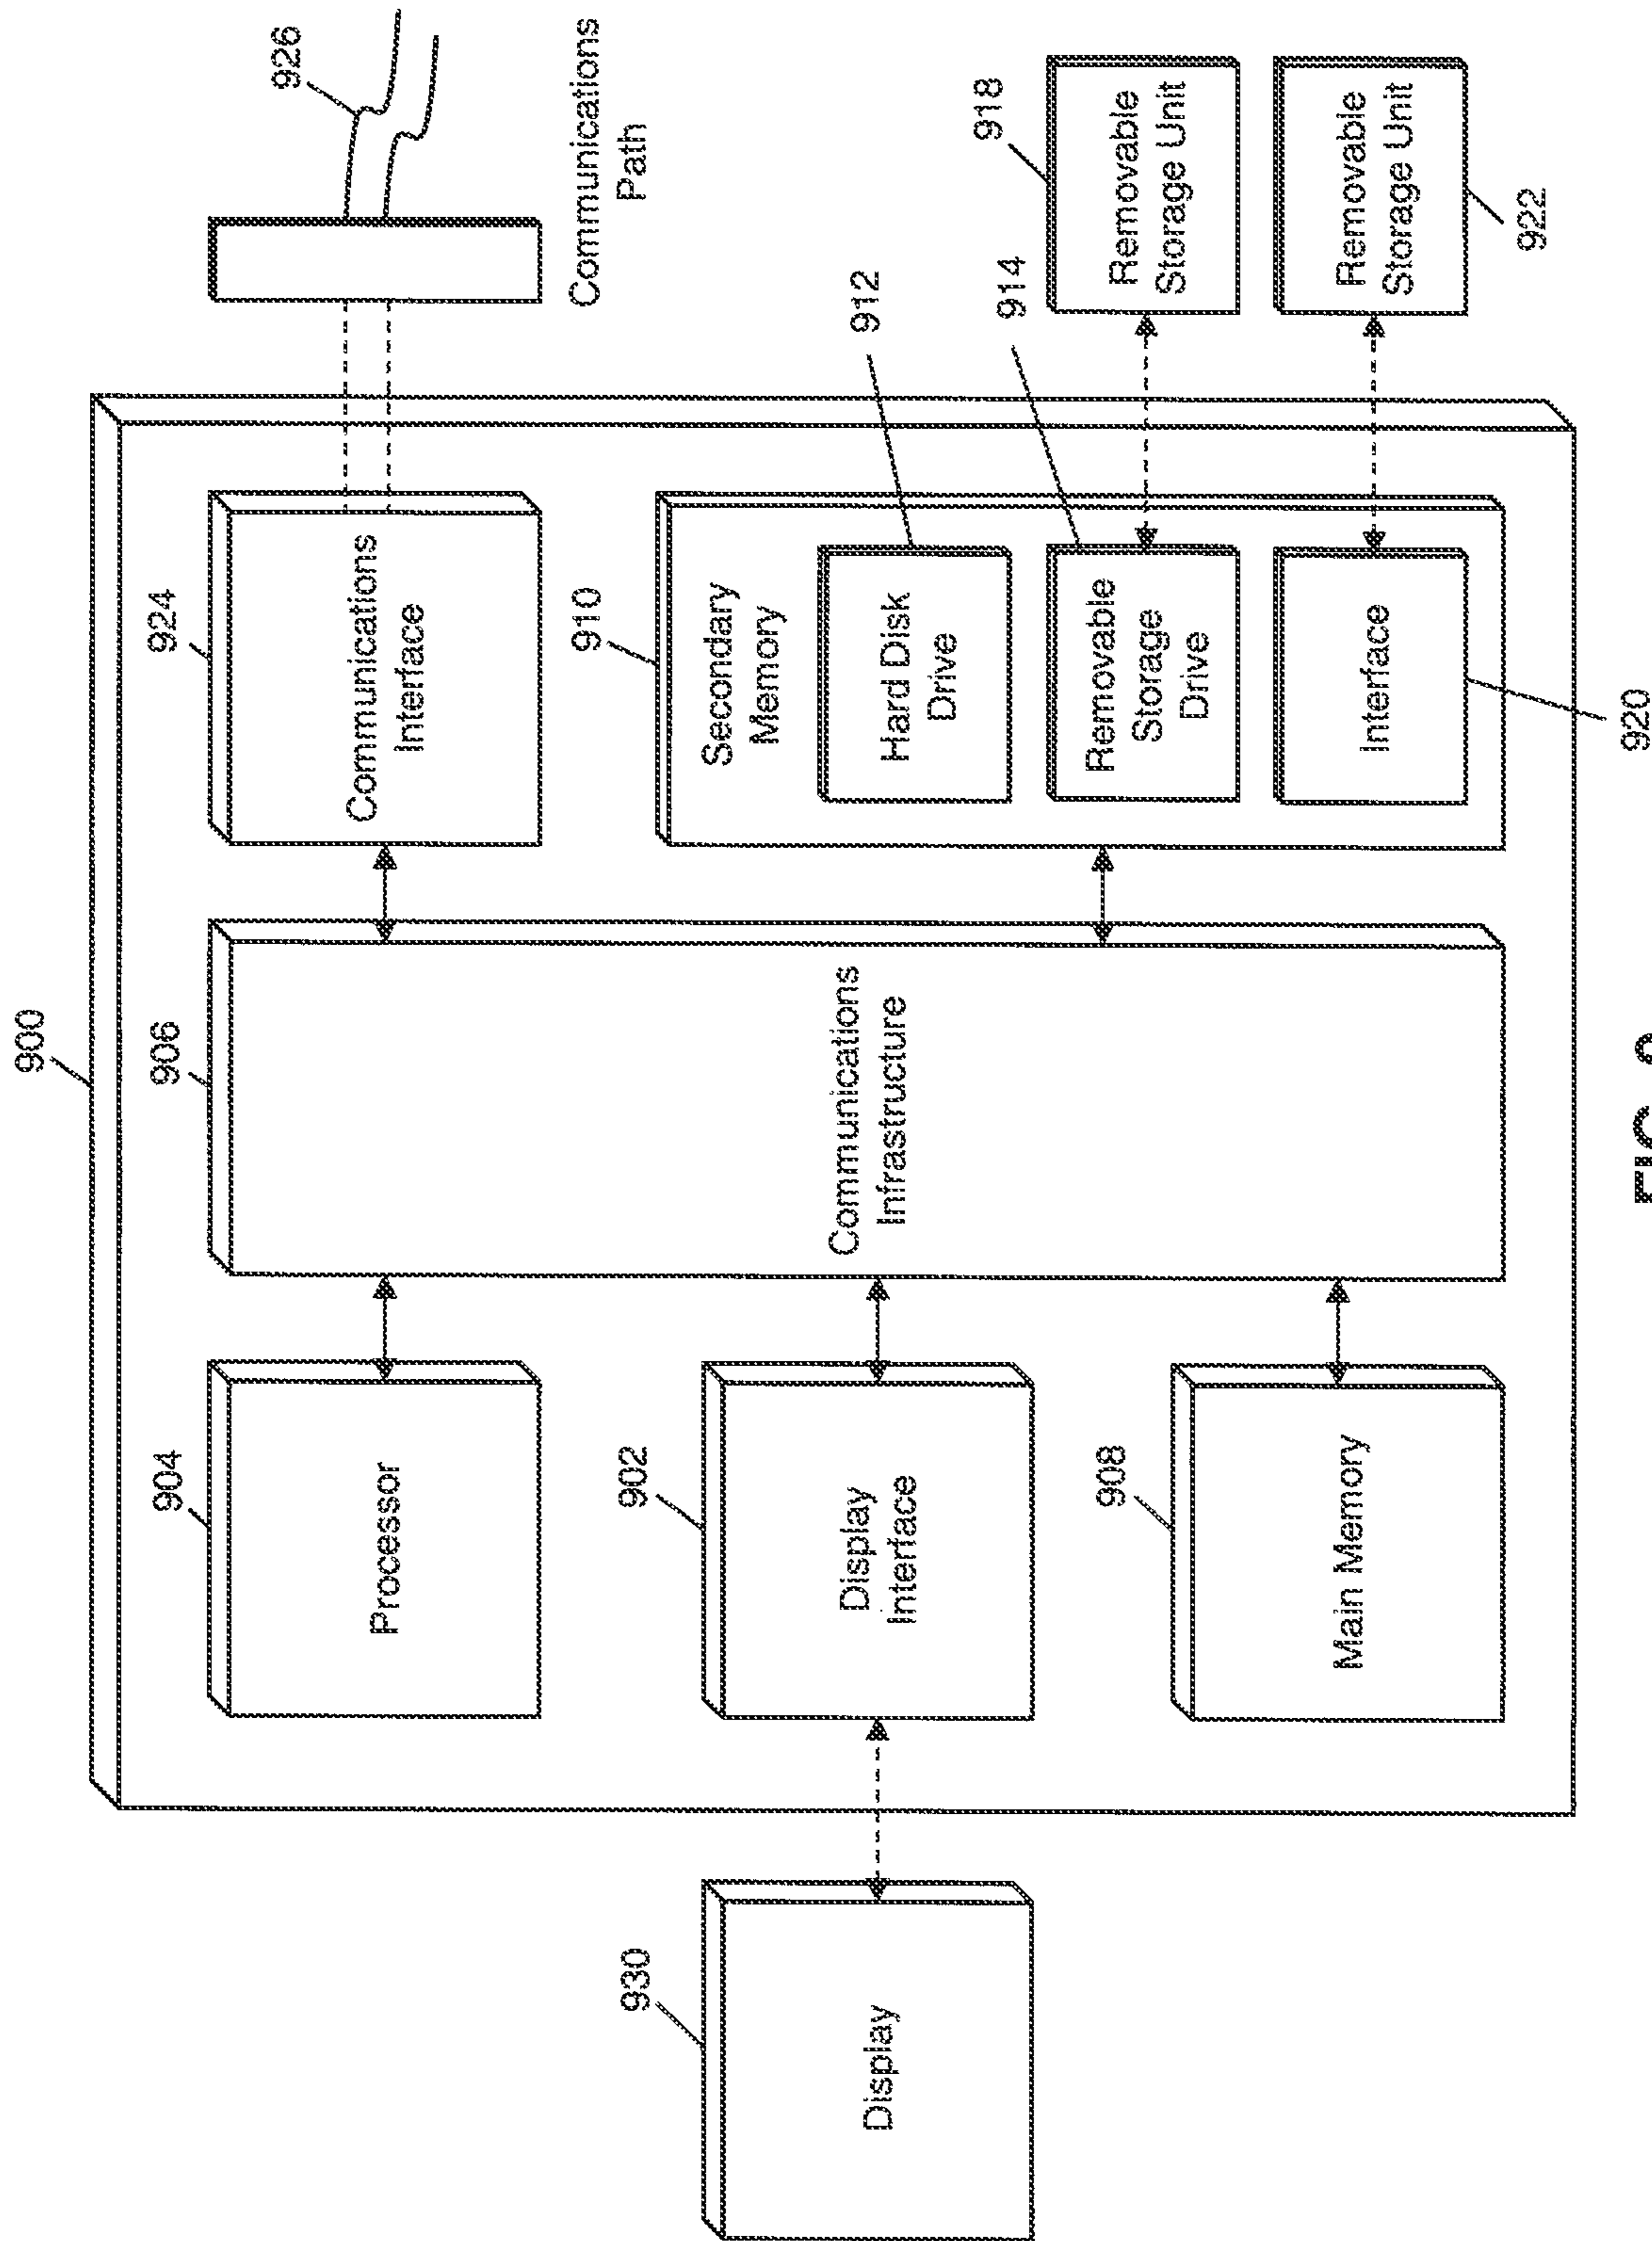 900
906
Communications
Infrastructure
904
Processor
902
Display
Interface
908
Main Memory
930
Display
924
Communications
Interface
926
Communications
Path
910
Secondary
Memory
912
Hard Disk
Drive
914
Removable
Storage
Drive
920
Interface
918
Removable
Storage Unit
922
Removable
Storage Unit
FIG.